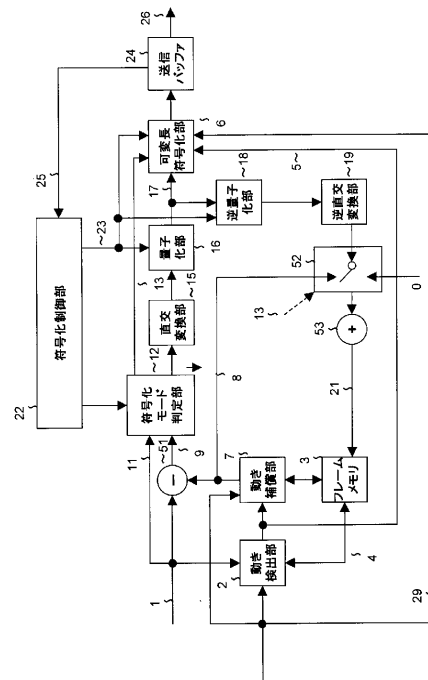 22
符号化制御部
25
~23
24
26
送信
バッファ
11
~12
13
~15
17
6
1
~51
−
9
符号化
モード
判定部
直交
変換部
量子
化部
16
可変長
符号化部
8
~18
逆量子
化部
5~
~19
逆直交
変換部
2
動き
検出部
7
動き
補償部
13
52
53
+
4
3
フレーム
メモリ
21
0
29